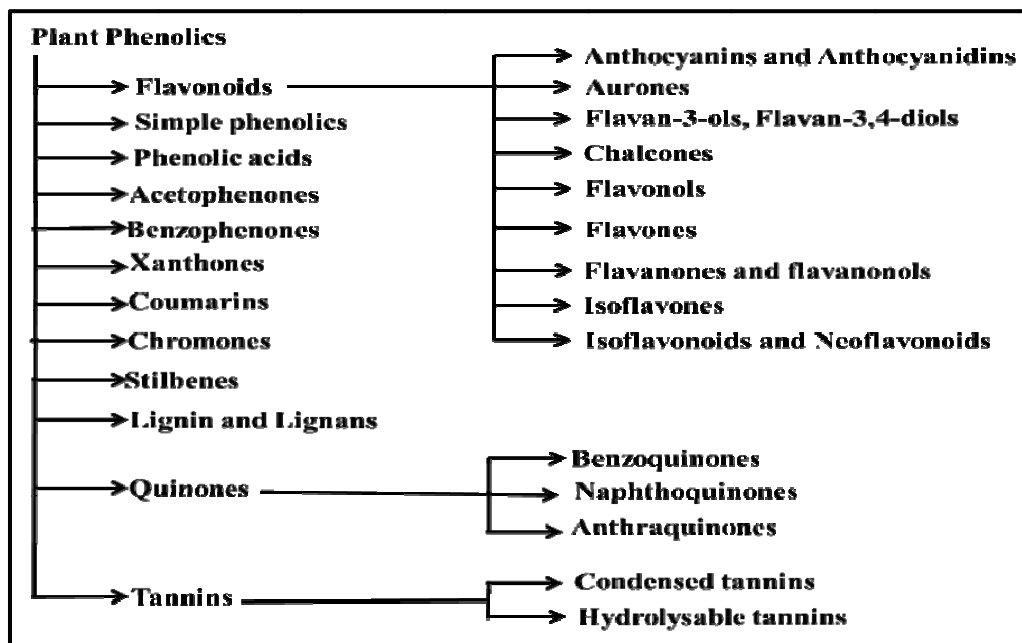 Plant Phenolics
Flavonoids
Simple phenolics
Phenolic acids
Acetophenones
Benzophenones
Xanthones
Coumarins
Chromones
Stilbenes
Lignin and Lignans
Quinones
Tannins
Anthocyanins and Anthocyanidins
Aurones
Flavan-3-ols, Flavan-3,4-diols
Chalcones
Flavonols
Flavones
Flavanones and flavanonols
Isoflavones
Isoflavonoids and Neoflavonoids
Benzoquinones
Naphthoquinones
Anthraquinones
Condensed tannins
Hydrolysable tannins